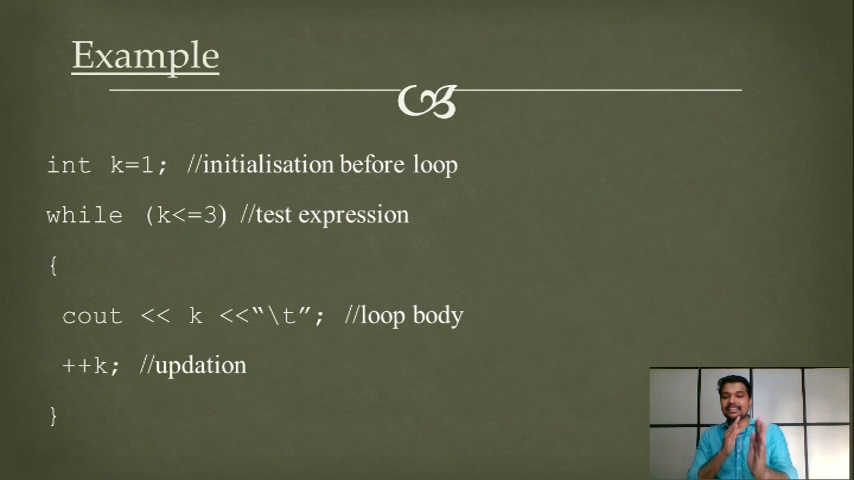 Example
int k=1; //initialisation before loop
while (k<=3) //test expression
{
cout << k <<“\t”; //loop body
++k; //updation
}